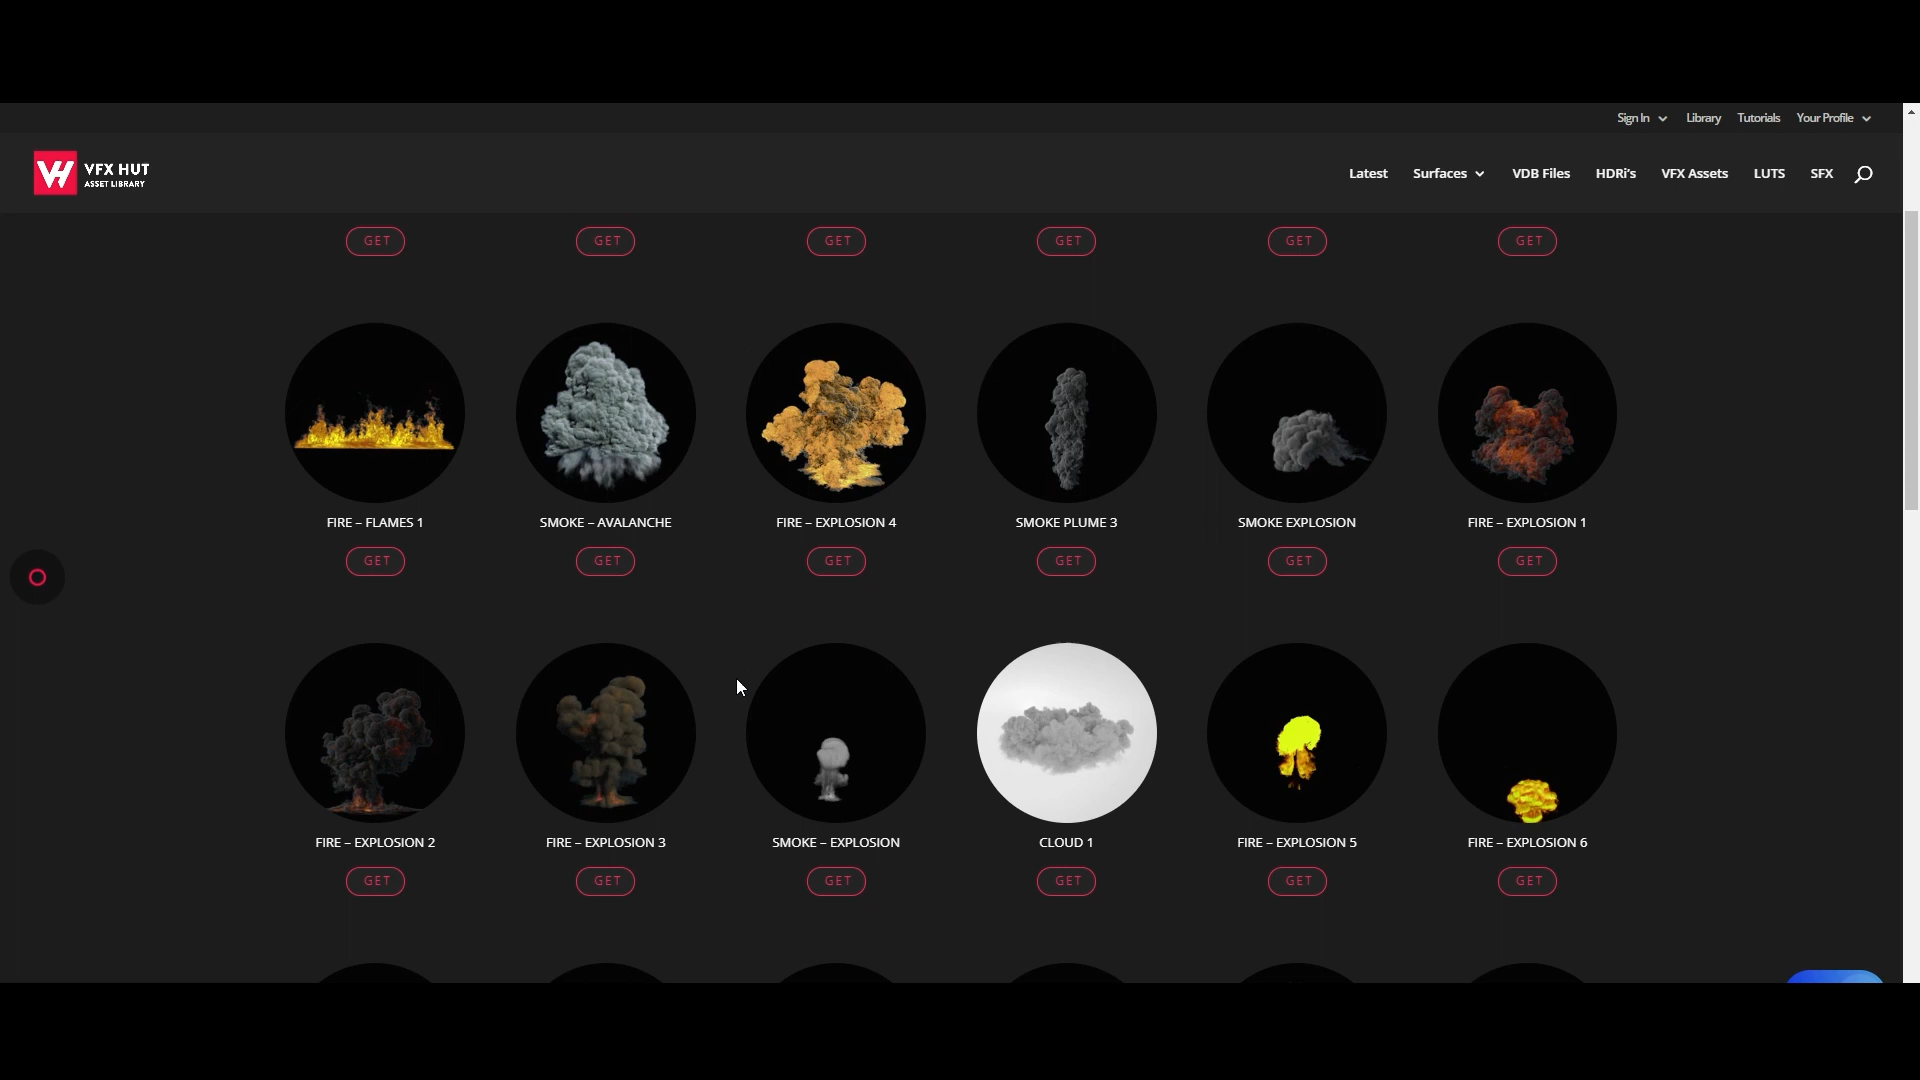 Sign In Library Tutorials Your Profile
VFX HUT
ASSET LIBRARY
Latest Surfaces VDB Files HDRi's VFX Assets LUTS SFX
GET GET GET GET GET GET
FIRE – FLAMES 1 SMOKE – AVALANCHE FIRE – EXPLOSION 4 SMOKE PLUME 3 SMOKE EXPLOSION FIRE – EXPLOSION 1
GET GET GET GET GET GET
FIRE – EXPLOSION 2 FIRE – EXPLOSION 3 SMOKE – EXPLOSION CLOUD 1 FIRE – EXPLOSION 5 FIRE – EXPLOSION 6
GET GET GET GET GET GET